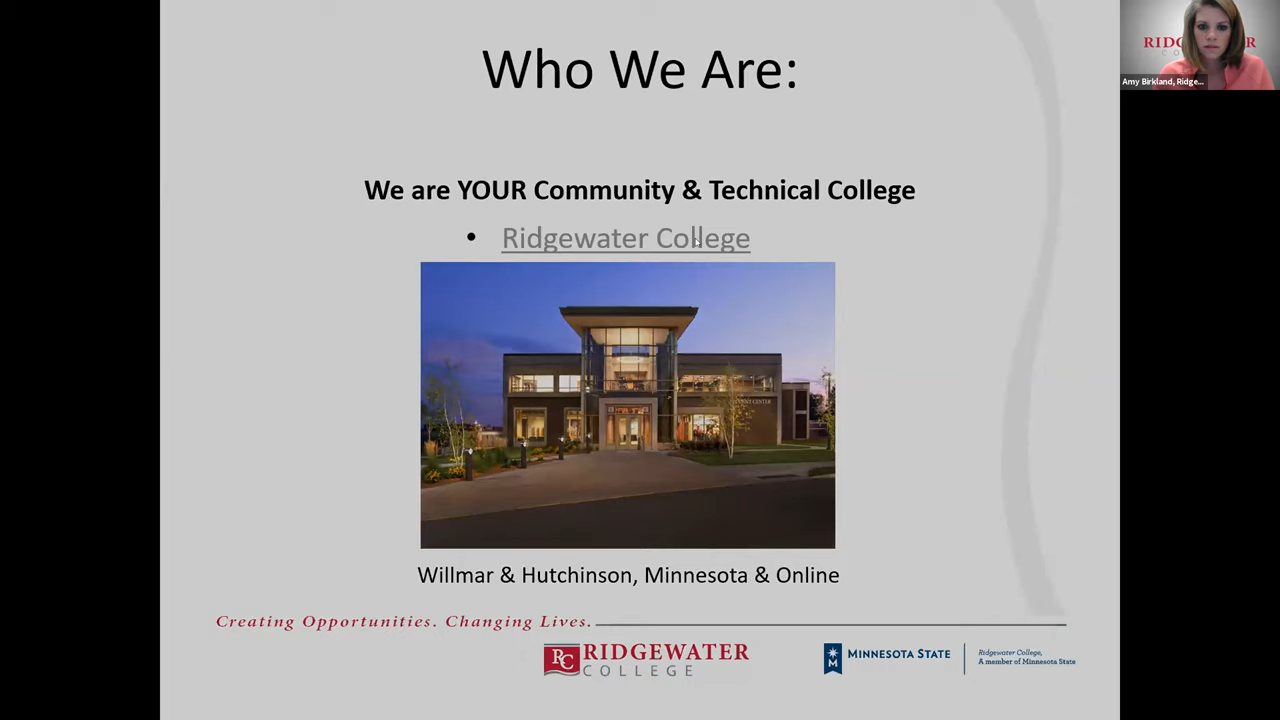 Who We Are:
We are YOUR Community & Technical College
• Ridgewater College
Willmar & Hutchinson, Minnesota & Online
Creating Opportunities. Changing Lives.
RC RIDGEWATER
COLLEGE
M MINNESOTA STATE
Ridgewater College,
A member of Minnesota State
Amy Birkland, Ridge...